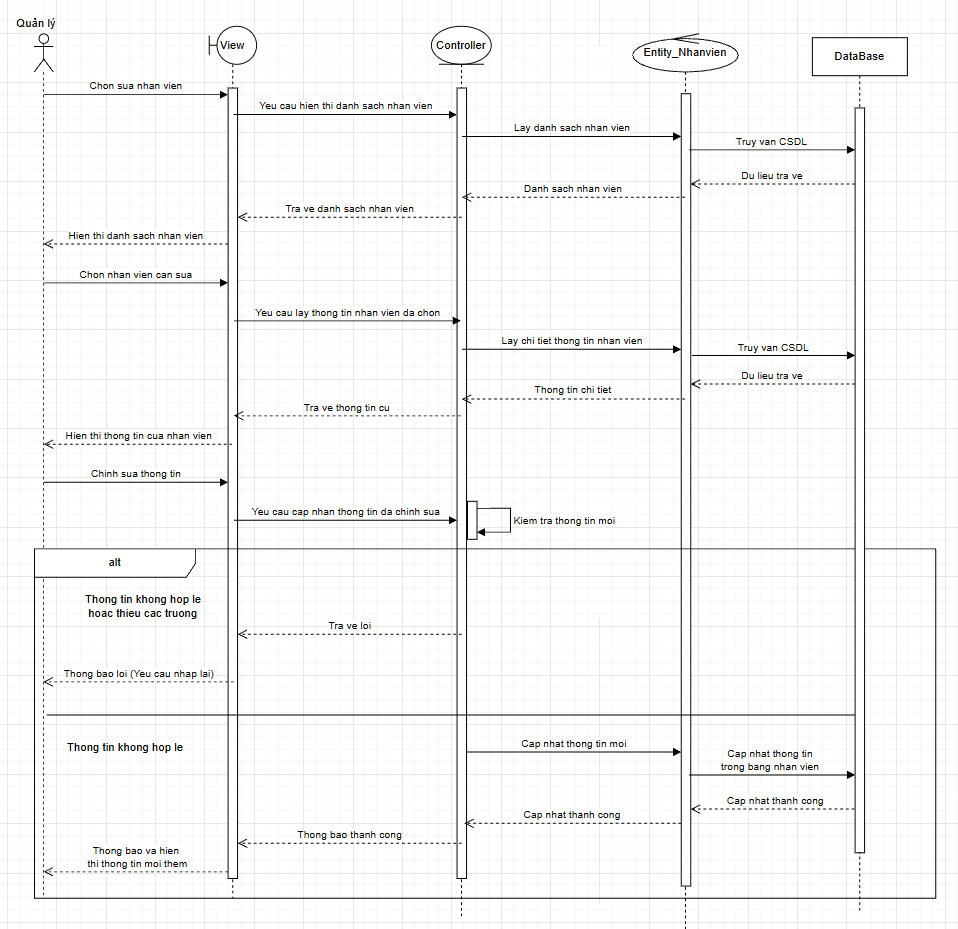 Quản lý
View
Controller
Entity_Nhanvien
DataBase
Chon sua nhan vien
Yeu cau hien thi danh sach nhan vien
Lay danh sach nhan vien
Truy van CSDL
Du lieu tra ve
Danh sach nhan vien
Tra ve danh sach nhan vien
Hien thi danh sach nhan vien
Chon nhan vien can sua
Yeu cau lay thong tin nhan vien da chon
Lay chi tiet thong tin nhan vien
Truy van CSDL
Du lieu tra ve
Thong tin chi tiet
Tra ve thong tin cu
Hien thi thong tin cua nhan vien
Chinh sua thong tin
Yeu cau cap nhan thong tin da chinh sua
Kiem tra thong tin moi
alt
Thong tin khong hop le
hoac thieu cac truong
Tra ve loi
Thong bao loi (Yeu cau nhap lai)
Thong tin khong hop le
Cap nhat thong tin moi
Cap nhat thong tin
trong bang nhan vien
Cap nhat thanh cong
Cap nhat thanh cong
Thong bao thanh cong
Thong bao va hien
thi thong tin moi them